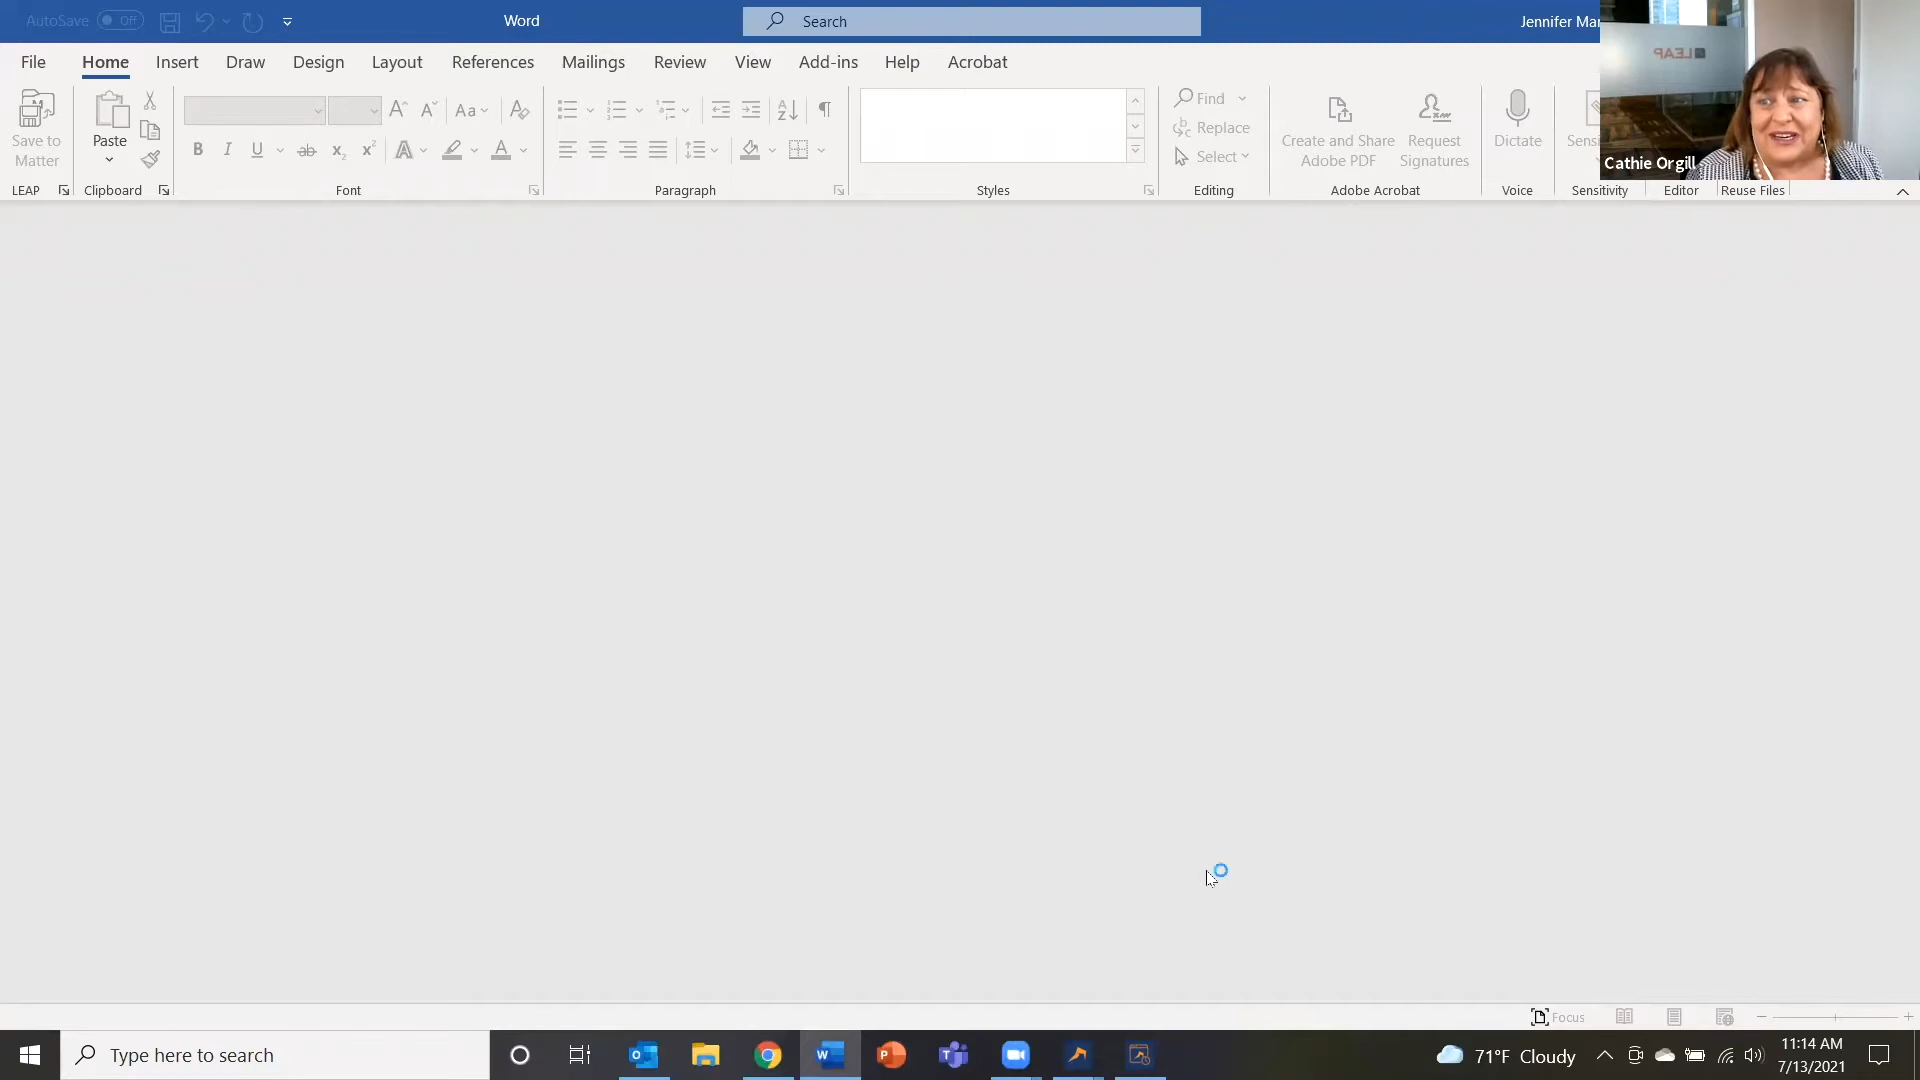 AutoSave Off
Word
Search
Jennifer Mar
File Home Insert Draw Design Layout References Mailings Review View Add-ins Help Acrobat
Save to
Matter
Paste
Find
Replace
Select
Create and Share
Adobe PDF
Request
Signatures
Dictate
Sensi
LEAP Clipboard Font Paragraph Styles Editing Adobe Acrobat Voice Sensitivity Editor Reuse Files
LEAP
Cathie Orgill
Focus
Type here to search
71°F Cloudy
11:14 AM
7/13/2021